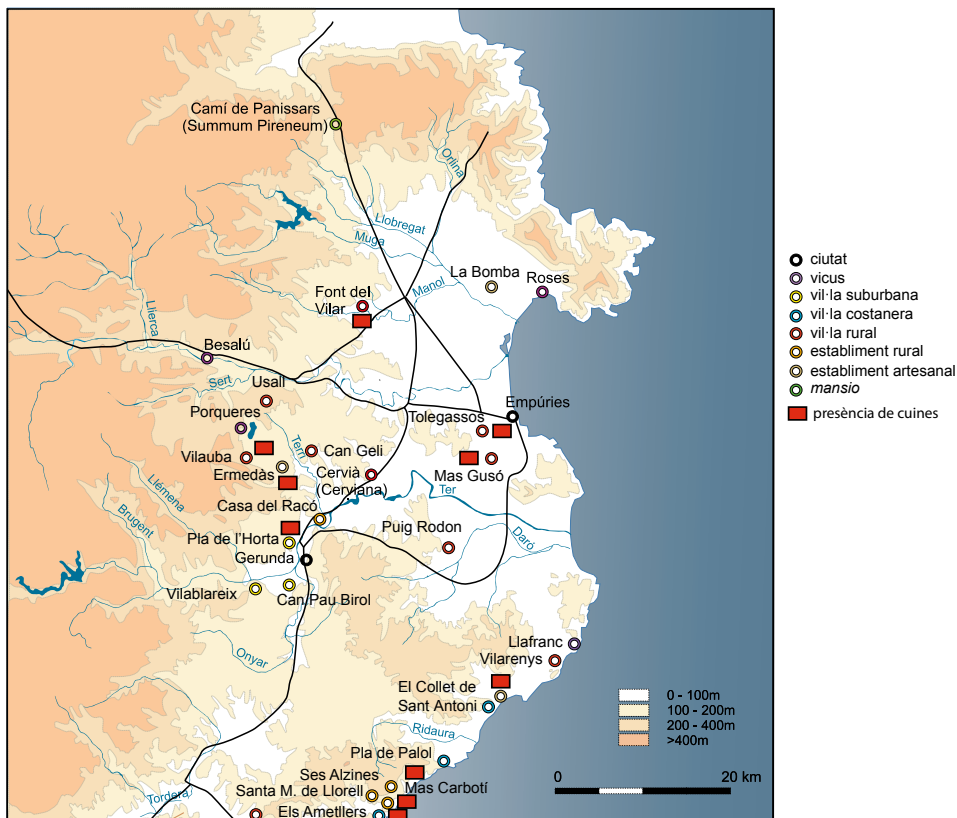 Camí de Panissars
(Summum Pireneum)
Orlina
Llobregat
Muga
La Bomba
Roses
Manol
Font del
Vilar
Llierca
Besalú
Sert
Usall
Empúries
Porqueres
Tolegassos
Terri
Can Geli
Vilauba
Ermedàs
Cervià
(Cerviana)
Mas Gusó
Llémena
Ter
Casa del Racó
Brugent
Puig Rodon
Daró
Pla de l'Horta
Gerunda
Vilablareix
Can Pau Birol
Onyar
Llafranc
Vilarenys
El Collet de
Sant Antoni
Ridaura
Pla de Palol
Ses Alzines
Mas Carbotí
Santa M. de Llorell
Els Ametllers
Tordera
0 - 100m
100 - 200m
200 - 400m
>400m
0 20 km
ciutat
vicus
vil·la suburbana
vil·la costanera
vil·la rural
establiment rural
establiment artesanal
mansio
presència de cuines